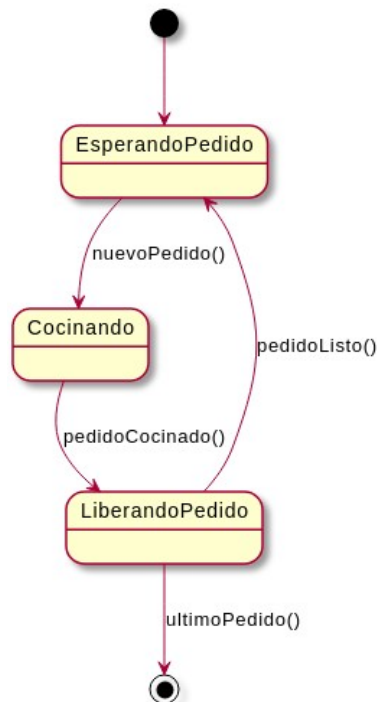 EsperandoPedido
nuevoPedido()
Cocinando
pedidoListo()
pedidoCocinado()
LiberandoPedido
ultimoPedido()